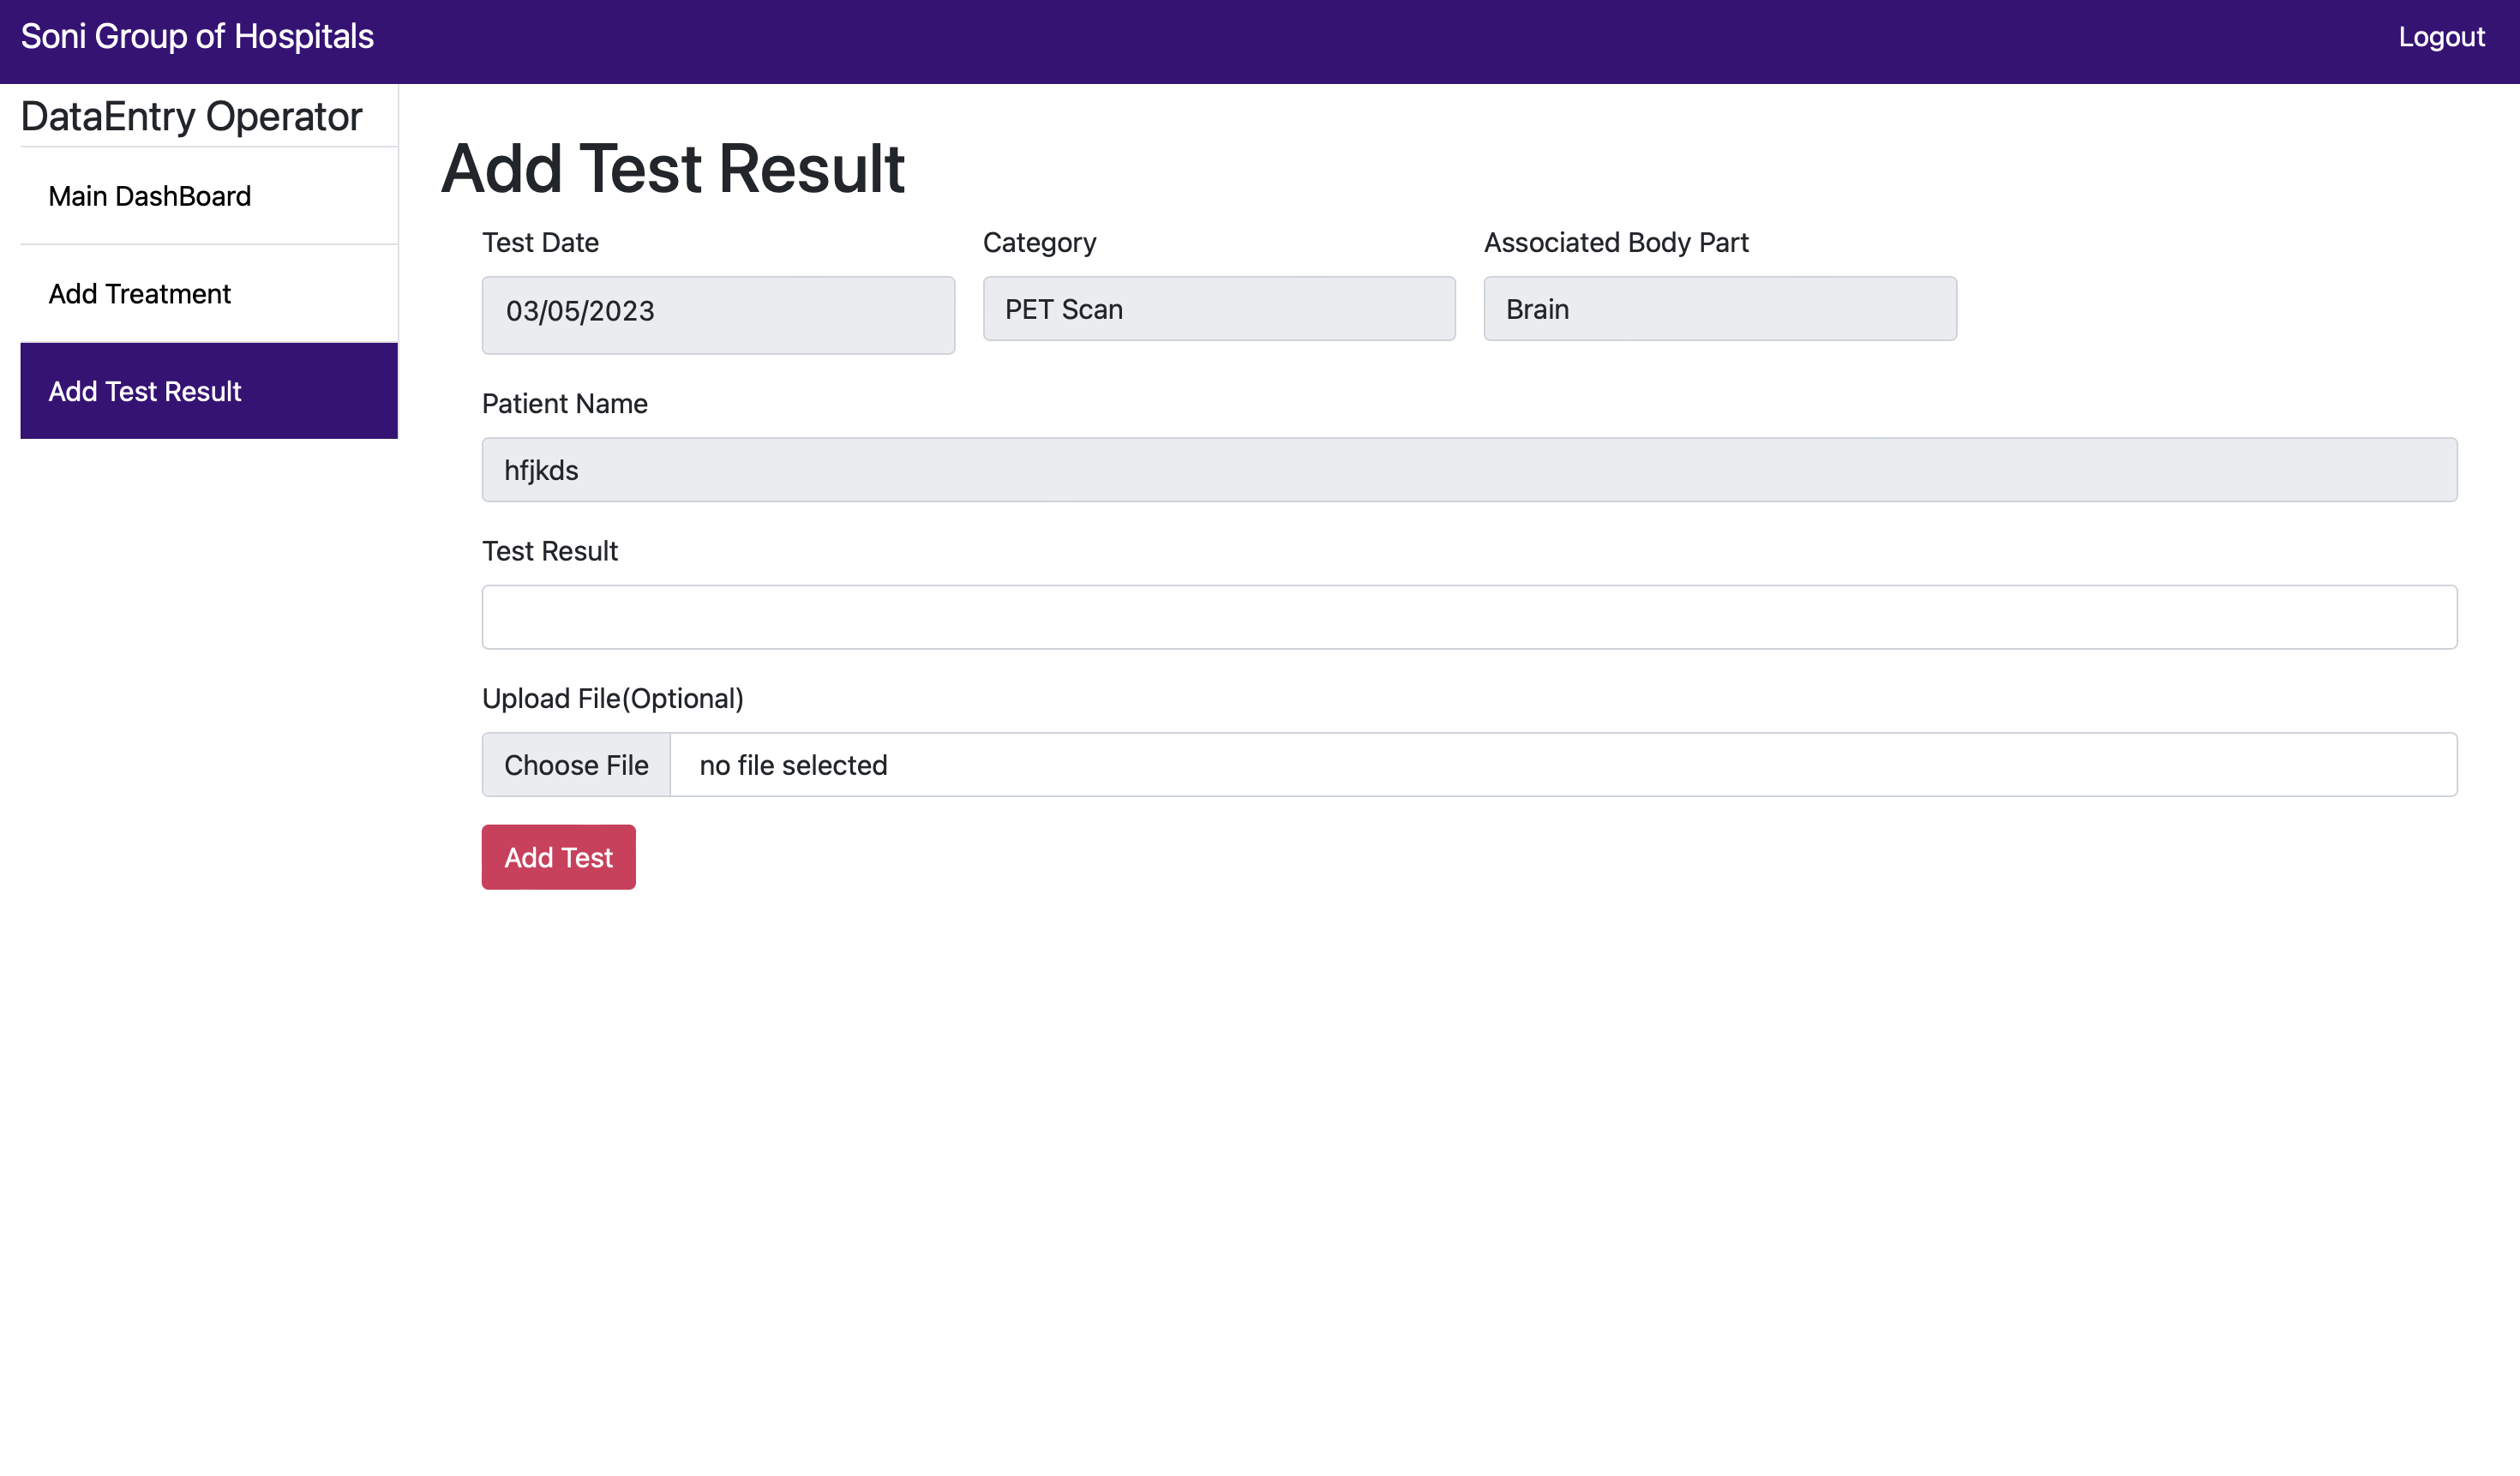 Soni Group of Hospitals
Logout
DataEntry Operator
Main DashBoard
Add Treatment
Add Test Result
Add Test Result
Test Date
Category
Associated Body Part
03/05/2023
PET Scan
Brain
Patient Name
hfjkds
Test Result
Upload File(Optional)
Choose File
no file selected
Add Test